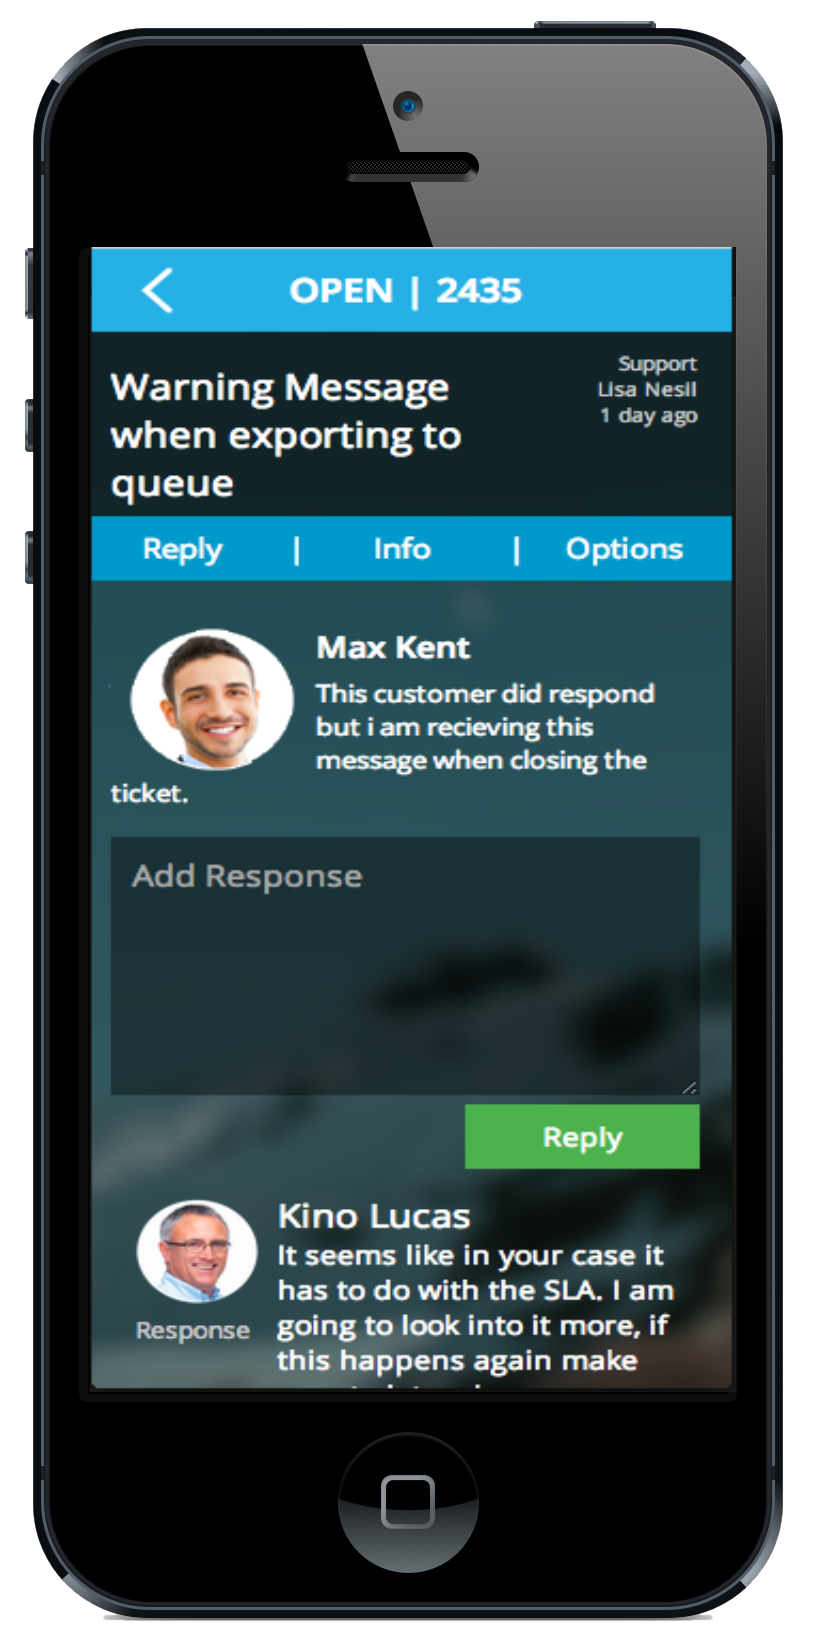 OPEN | 2435
Warning Message
when exporting to
queue
Support
Lisa Nesil
1 day ago
Reply | Info | Options
Max Kent
This customer did respond
but i am recieving this
message when closing the
ticket.
Add Response
Reply
Kino Lucas
It seems like in your case it
has to do with the SLA. I am
going to look into it more, if
this happens again make
Response